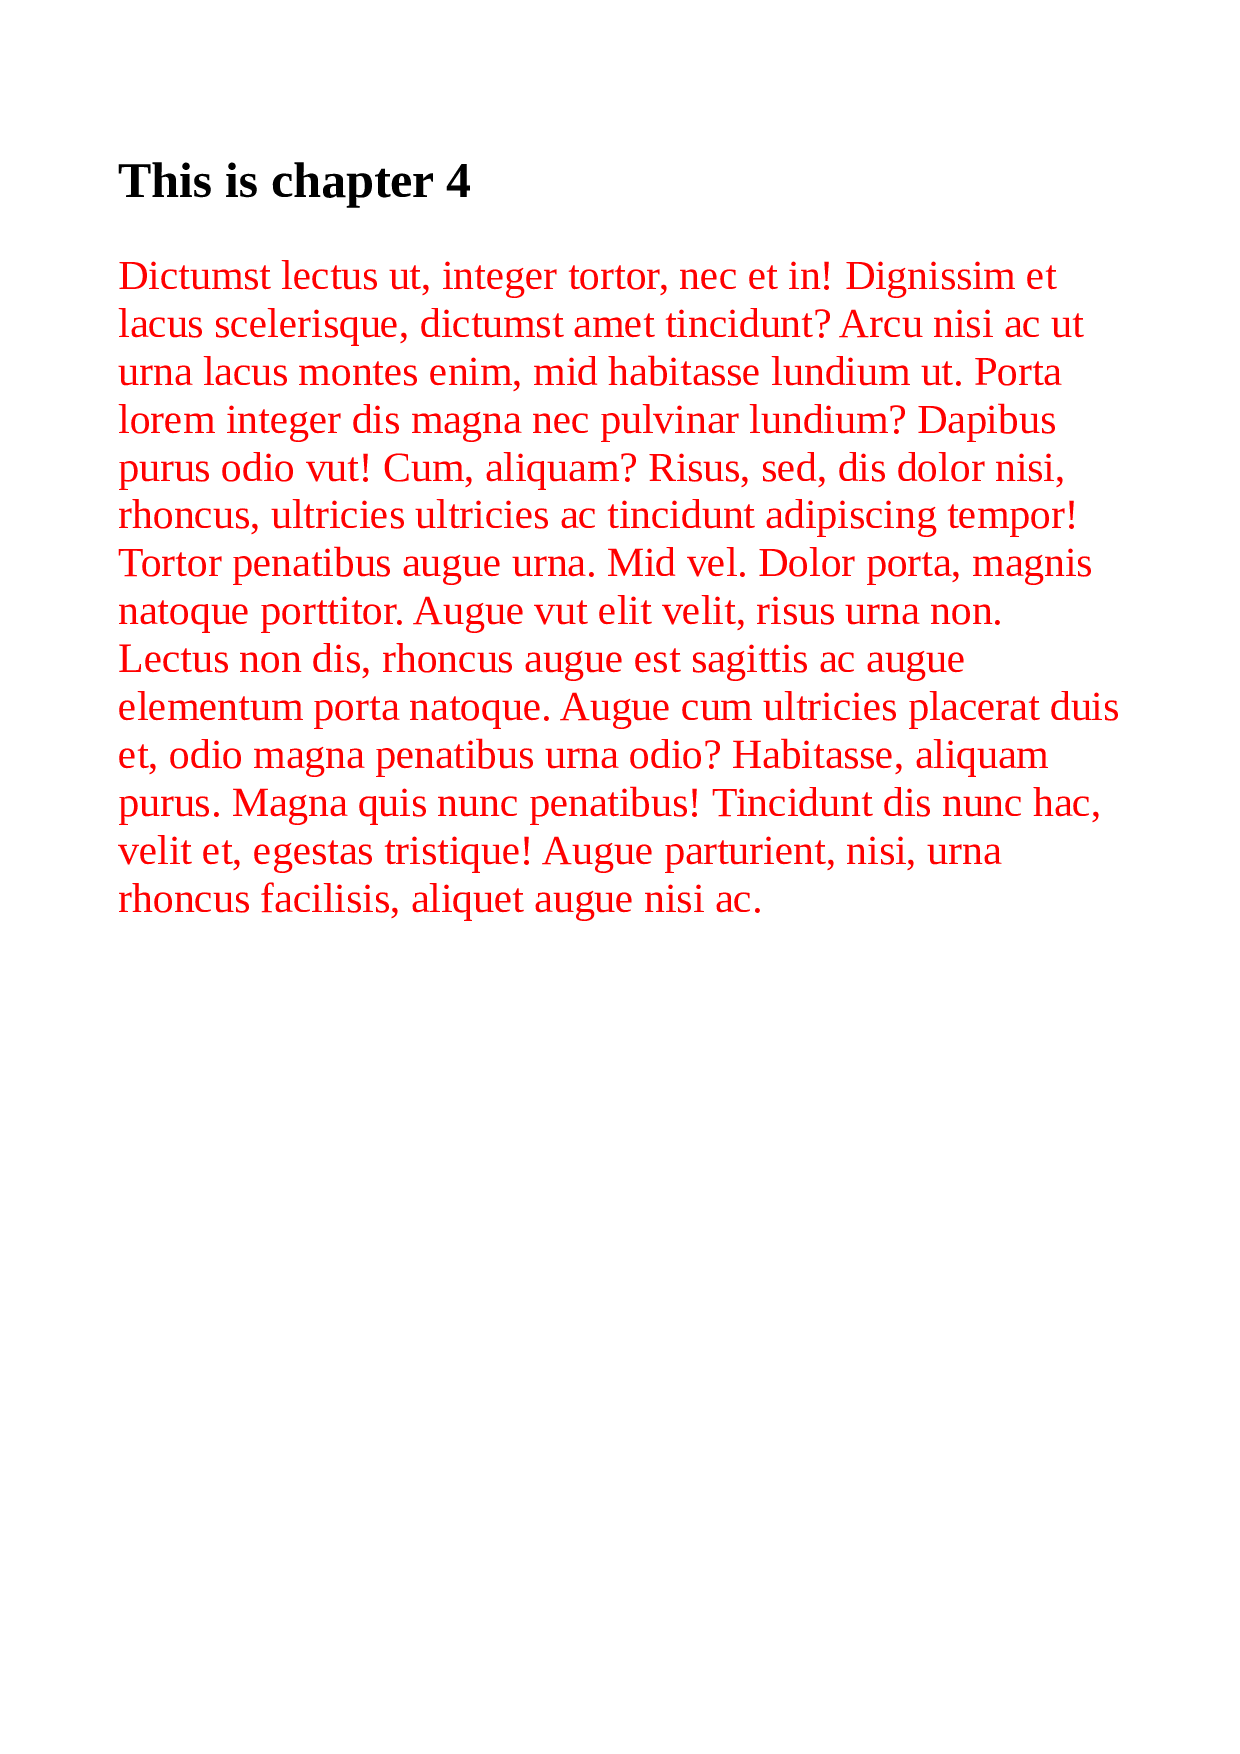 This is chapter 4
Dictumst lectus ut, integer tortor, nec et in! Dignissim et
lacus scelerisque, dictumst amet tincidunt? Arcu nisi ac ut
urna lacus montes enim, mid habitasse lundium ut. Porta
lorem integer dis magna nec pulvinar lundium? Dapibus
purus odio vut! Cum, aliquam? Risus, sed, dis dolor nisi,
rhoncus, ultricies ultricies ac tincidunt adipiscing tempor!
Tortor penatibus augue urna. Mid vel. Dolor porta, magnis
natoque porttitor. Augue vut elit velit, risus urna non.
Lectus non dis, rhoncus augue est sagittis ac augue
elementum porta natoque. Augue cum ultricies placerat duis
et, odio magna penatibus urna odio? Habitasse, aliquam
purus. Magna quis nunc penatibus! Tincidunt dis nunc hac,
velit et, egestas tristique! Augue parturient, nisi, urna
rhoncus facilisis, aliquet augue nisi ac.